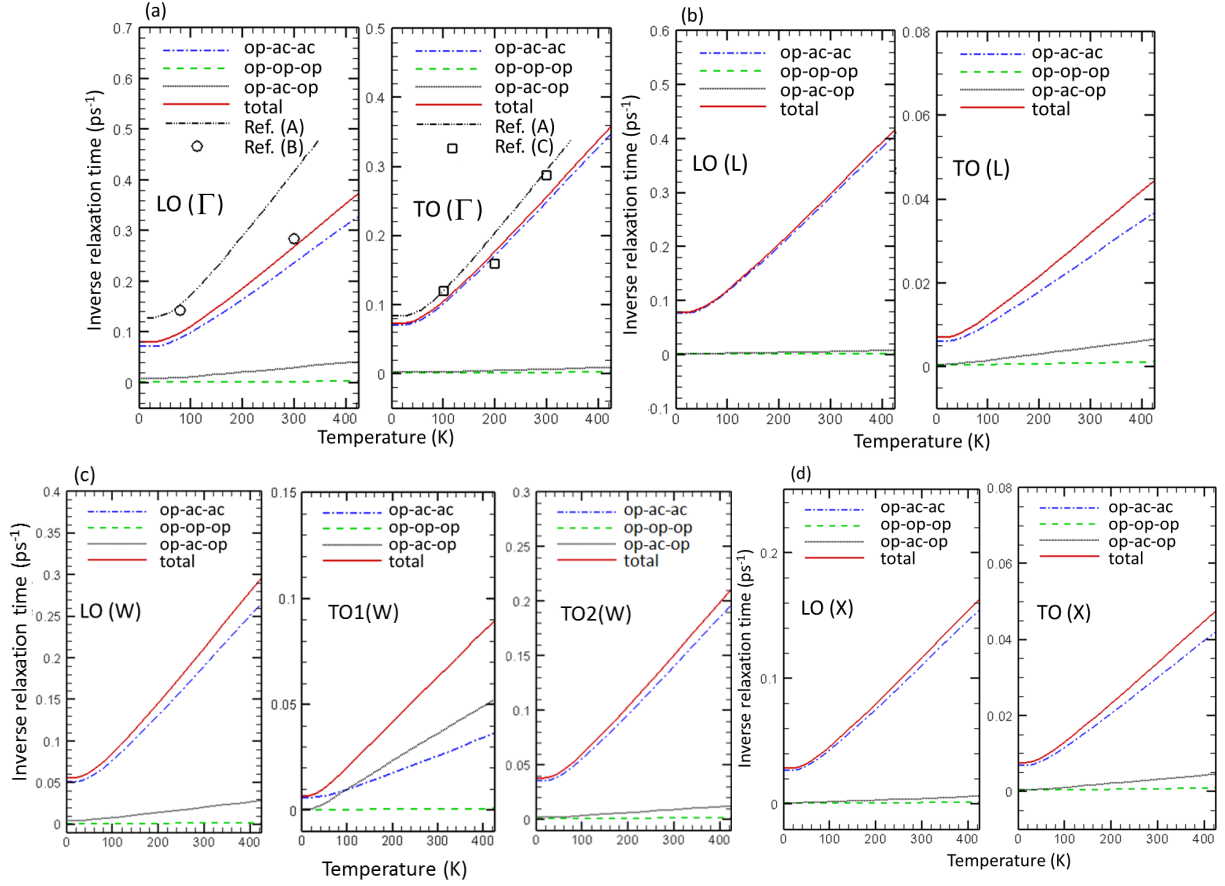 (a)
Inverse relaxation time (ps-1)
0.7
0.6
0.5
0.4
0.3
0.2
0.1
0
op-ac-ac
op-op-op
op-ac-op
total
Ref. (A)
Ref. (B)
LO (Γ)
0 100 200 300 400
0.5
0.4
0.3
0.2
0.1
0
op-ac-ac
op-op-op
op-ac-op
total
Ref. (A)
Ref. (C)
TO (Γ)
0 100 200 300 400
Temperature (K)
(b)
Inverse relaxation time (ps-1)
0.6
0.5
0.4
0.3
0.2
0.1
0
0.1
op-ac-ac
op-op-op
op-ac-op
total
LO (L)
0 100 200 300 400
0.08
0.06
0.04
0.02
0
op-ac-ac
op-op-op
op-ac-op
total
TO (L)
0 100 200 300 400
Temperature (K)
(c)
Inverse relaxation time (ps-1)
0.4
0.35
0.3
0.25
0.2
0.15
0.1
0.05
0
op-ac-ac
op-op-op
op-ac-op
total
LO (W)
0 100 200 300 400
0.15
0.1
0.05
0
op-ac-ac
op-op-op
op-ac-op
total
TO1(W)
0 100 200 300 400
0.3
0.25
0.2
0.15
0.1
0.05
0
op-ac-ac
op-op-op
op-ac-op
total
TO2(W)
0 100 200 300 400
Temperature (K)
(d)
Inverse relaxation time (ps-1)
0.2
0.1
0
op-ac-ac
op-op-op
op-ac-op
total
LO (X)
0 100 200 300 400
0.08
0.06
0.04
0.02
0
op-ac-ac
op-op-op
op-ac-op
total
TO (X)
0 100 200 300 400
Temperature (K)